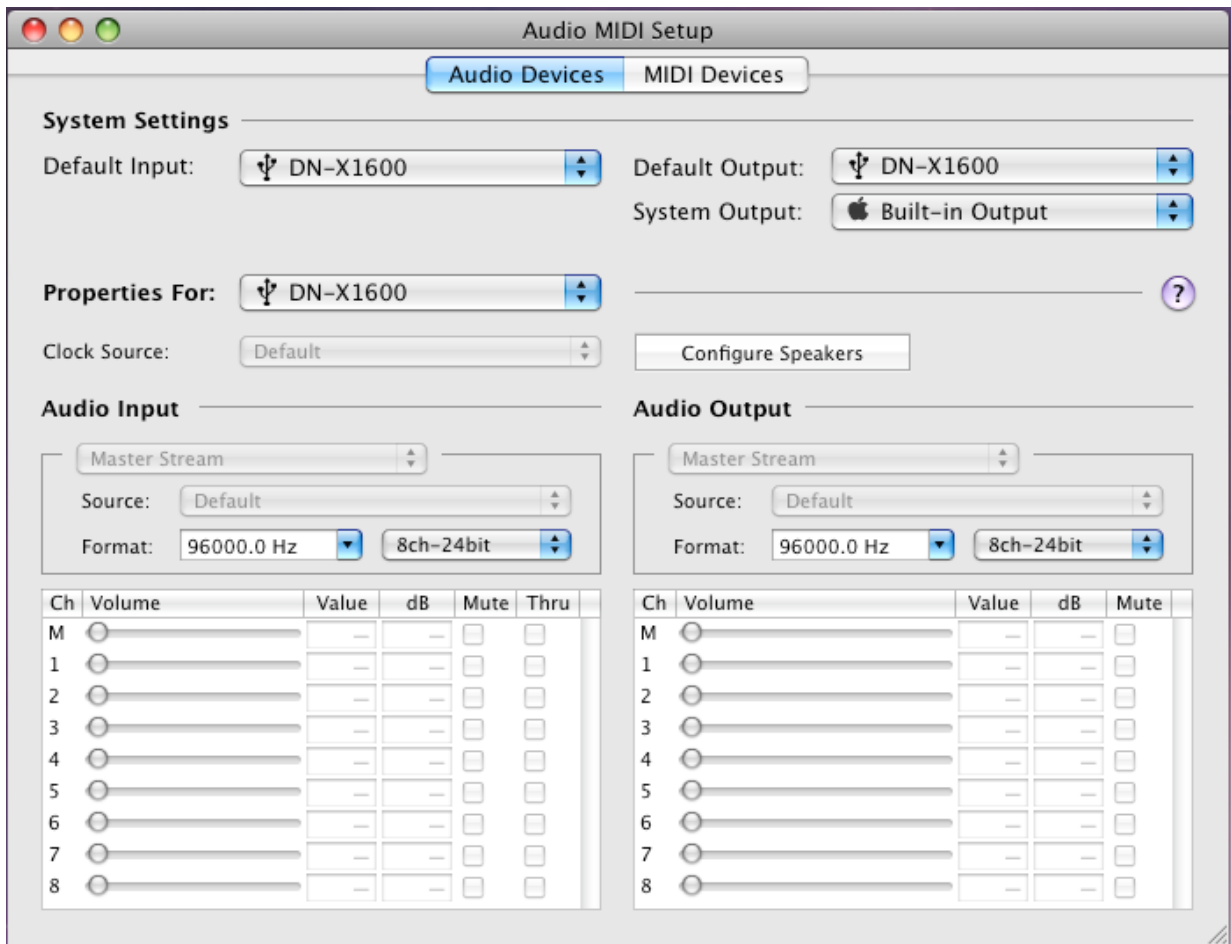 Audio MIDI Setup
Audio Devices MIDI Devices
System Settings
Default Input: DN-X1600
Default Output: DN-X1600
System Output: Built-in Output
Properties For: DN-X1600
?
Clock Source: Default
Configure Speakers
Audio Input
Master Stream
Source: Default
Format: 96000.0 Hz 8ch-24bit
Ch Volume Value dB Mute Thru
M – –
1 – –
2 – –
3 – –
4 – –
5 – –
6 – –
7 – –
8 – –
Audio Output
Master Stream
Source: Default
Format: 96000.0 Hz 8ch-24bit
Ch Volume Value dB Mute
M – –
1 – –
2 – –
3 – –
4 – –
5 – –
6 – –
7 – –
8 – –